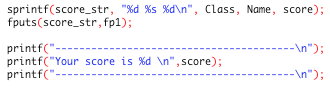 sprintf(score_str, "%d %s %d\n", Class, Name, score);
fputs(score_str,fp1);
printf("--------------------------------------\n");
printf("Your score is %d \n",score);
printf("--------------------------------------\n");